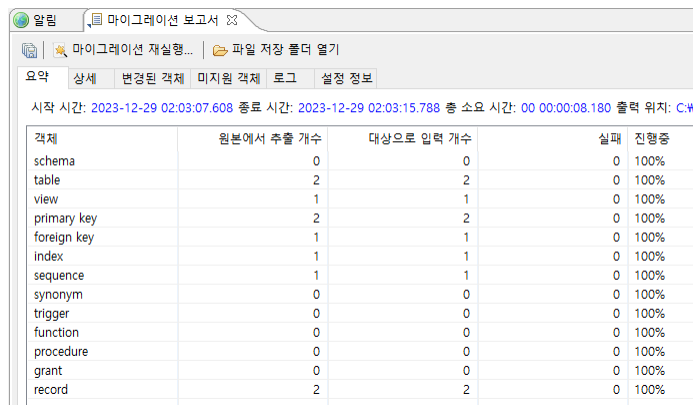 알림 마이그레이션 보고서
마이그레이션 재실행... 파일 저장 폴더 열기
요약 상세 변경된 객체 미지원 객체 로그 설정 정보
시작 시간: 2023-12-29 02:03:07.608 종료 시간: 2023-12-29 02:03:15.788 총 소요 시간: 00 00:00:08.180 출력 위치: C:₩
객체 원본에서 추출 개수 대상으로 입력 개수 실패 진행중
schema 0 0 0 100%
table 2 2 0 100%
view 1 1 0 100%
primary key 2 2 0 100%
foreign key 1 1 0 100%
index 1 1 0 100%
sequence 1 1 0 100%
synonym 0 0 0 100%
trigger 0 0 0 100%
function 0 0 0 100%
procedure 0 0 0 100%
grant 0 0 0 100%
record 2 2 0 100%